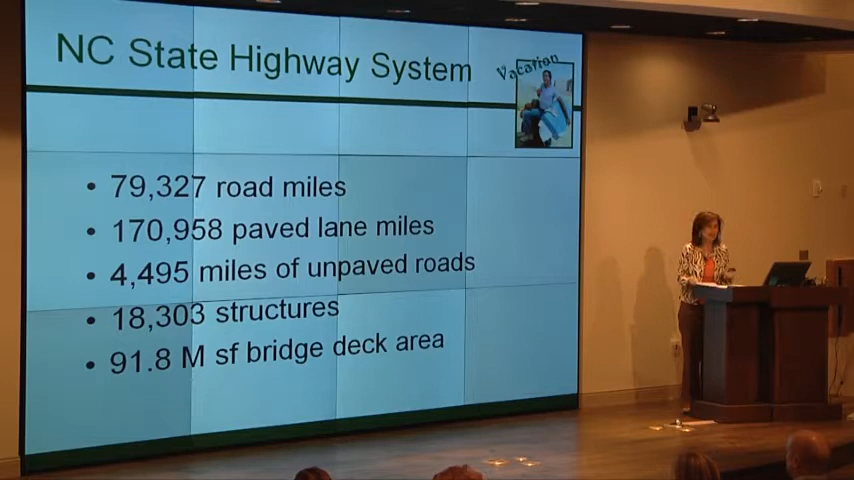 NC State Highway System
Vacation
• 79,327 road miles
• 170,958 paved lane miles
• 4,495 miles of unpaved roads
• 18,303 structures
• 91.8 M sf bridge deck area